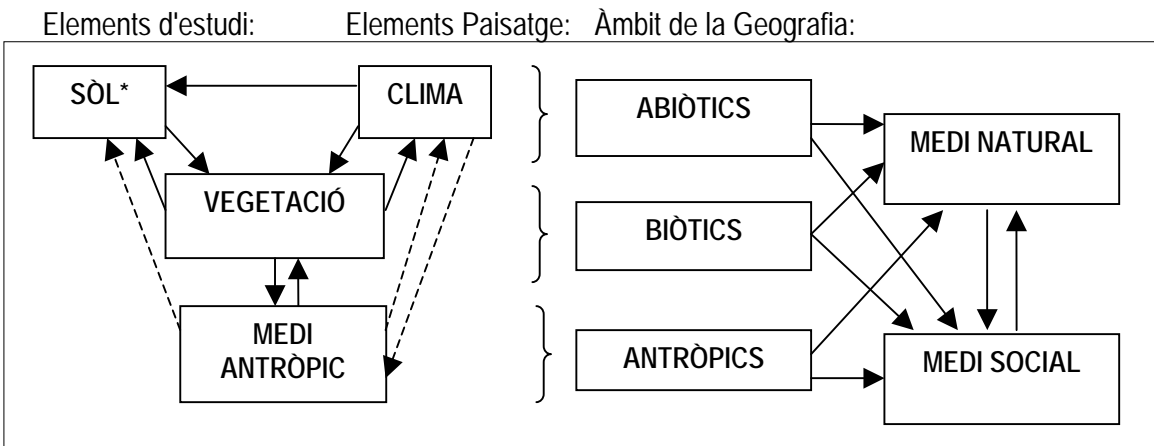 Elements d'estudi: Elements Paisatge: Àmbit de la Geografia:
SÒL*
CLIMA
VEGETACIÓ
MEDI
ANTRÒPIC
ABIÒTICS
BIÒTICS
ANTRÒPICS
MEDI NATURAL
MEDI SOCIAL